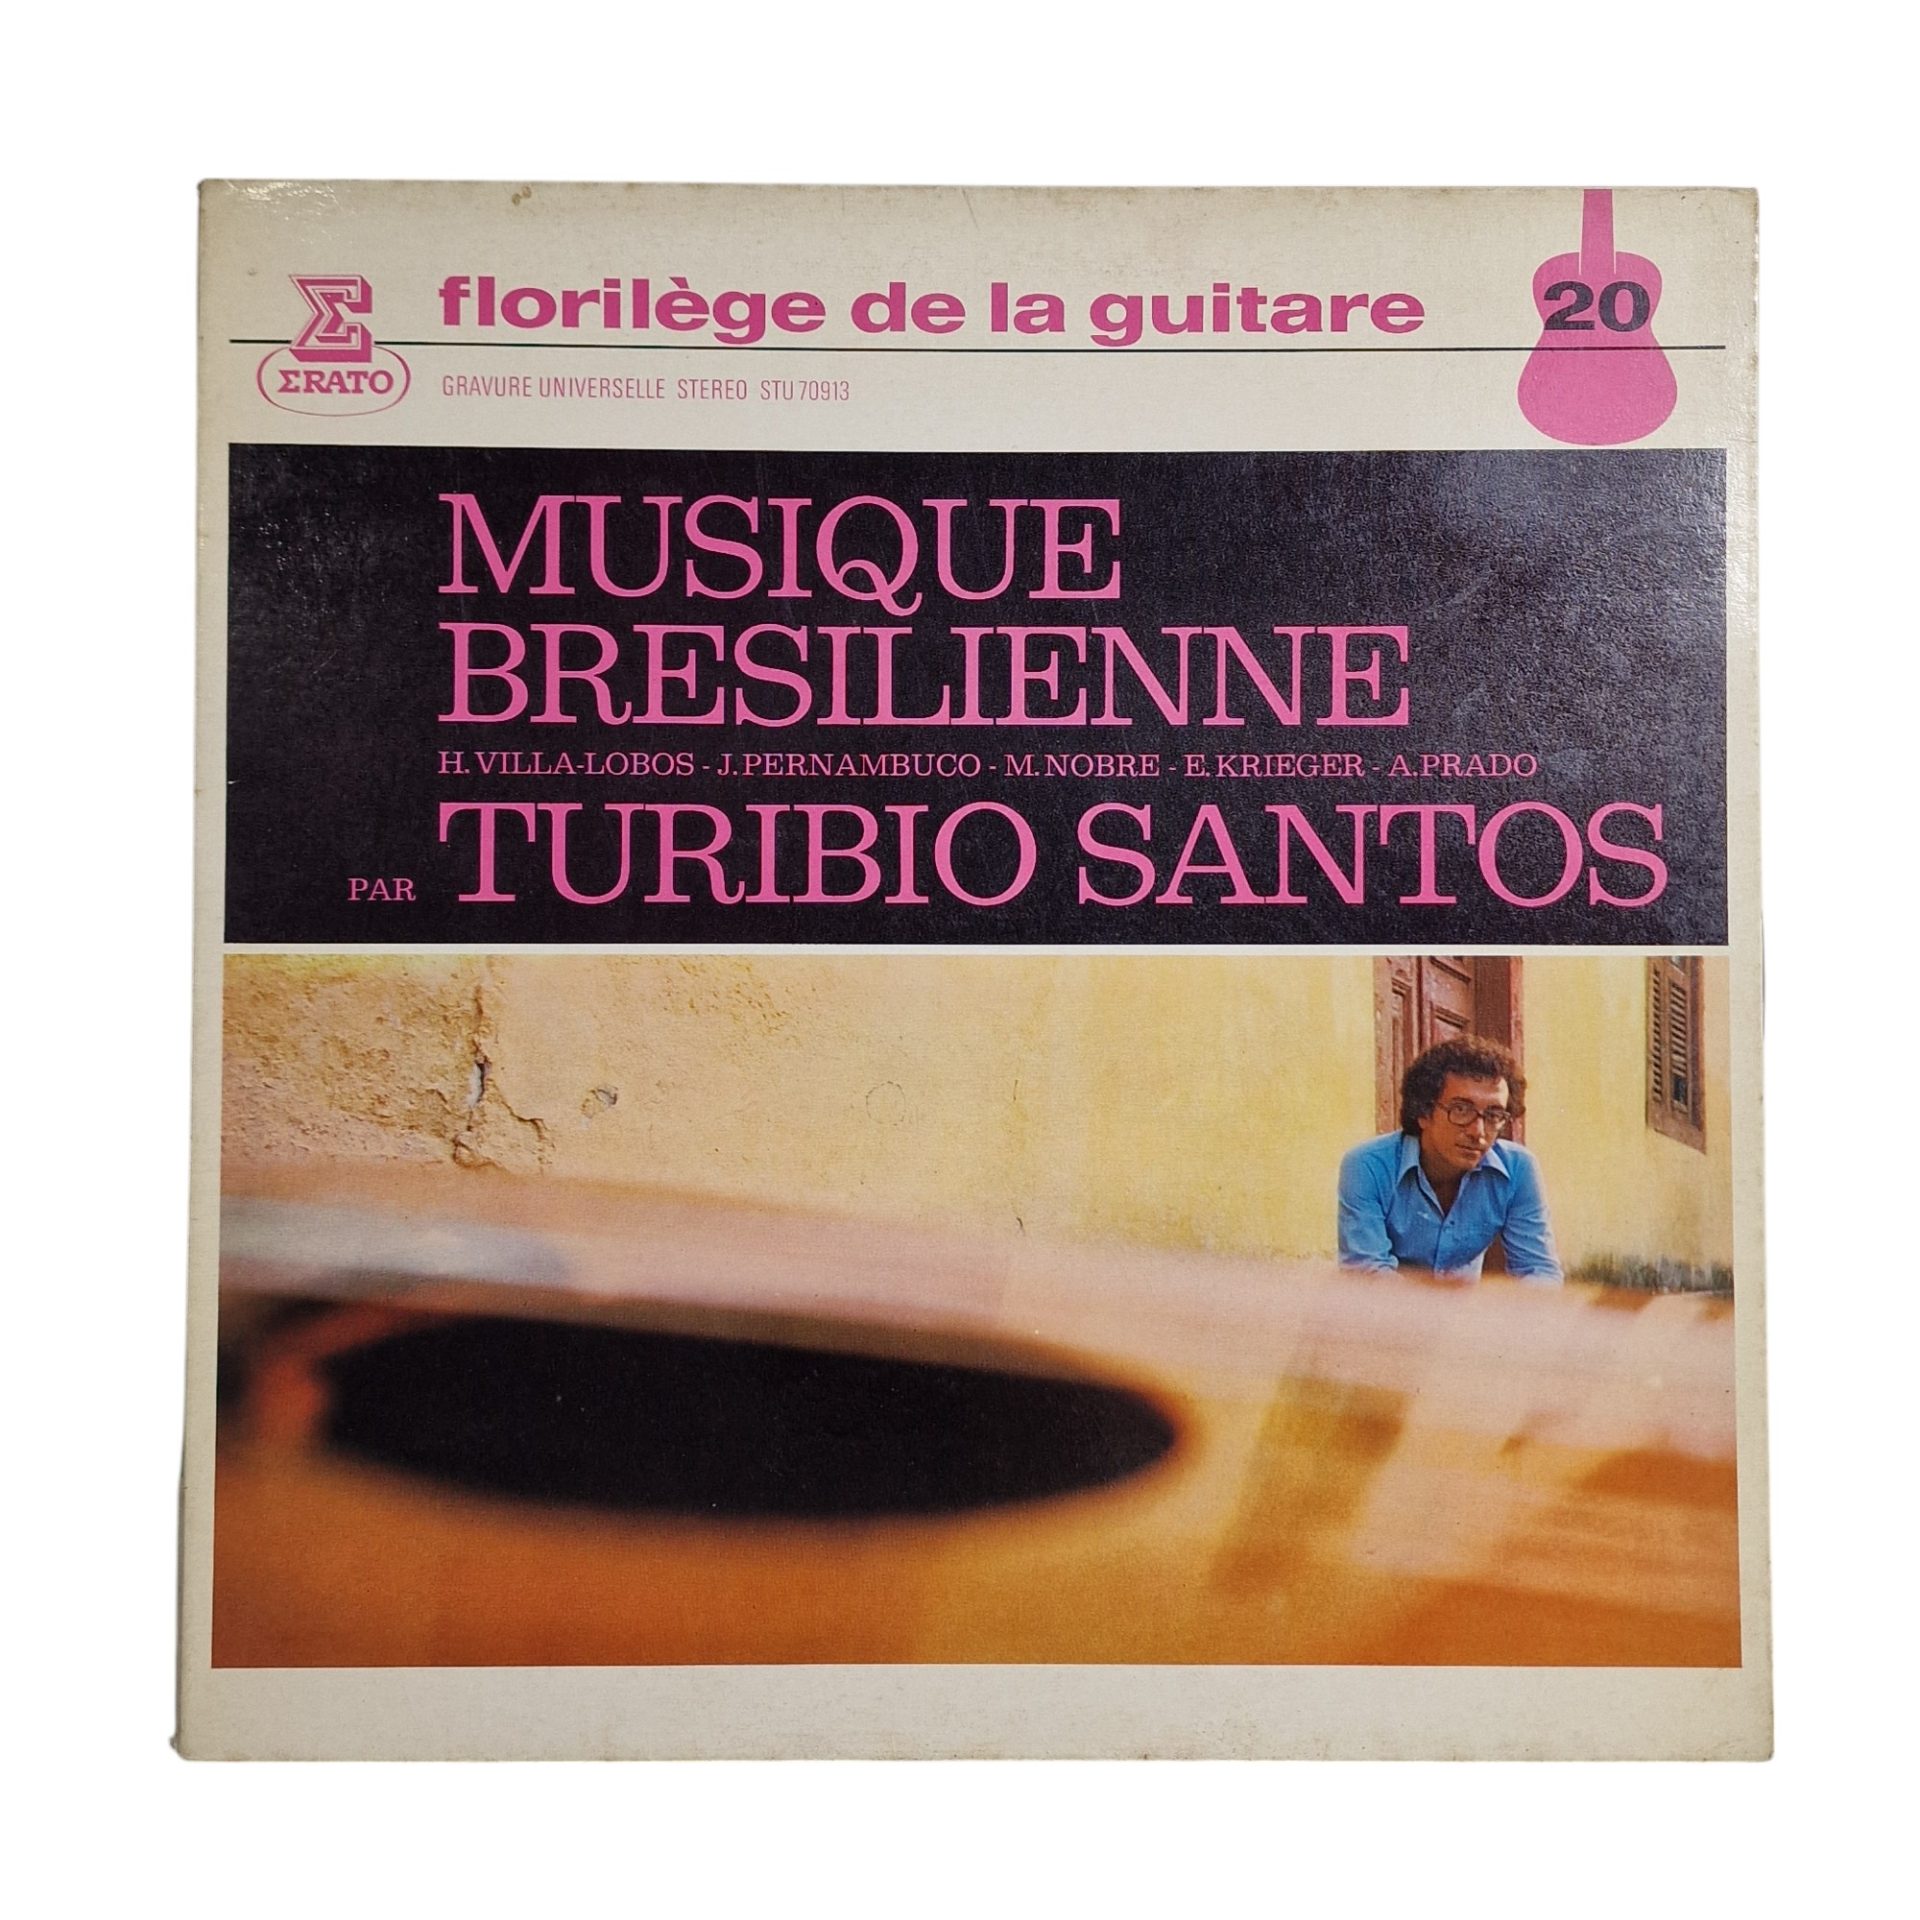 florilège de la guitare
20
ΣRATO
GRAVURE UNIVERSELLE STEREO STU 70913
MUSIQUE
BRESILIENNE
H. VILLA-LOBOS - J. PERNAMBUCO - M. NOBRE - E. KRIEGER - A. PRADO
PAR TURIBIO SANTOS